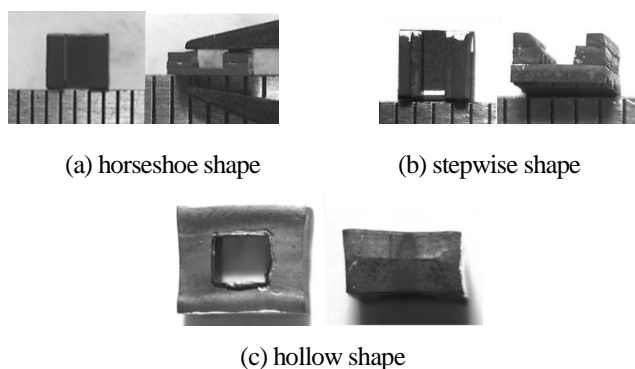 (a) horseshoe shape
(b) stepwise shape
(c) hollow shape